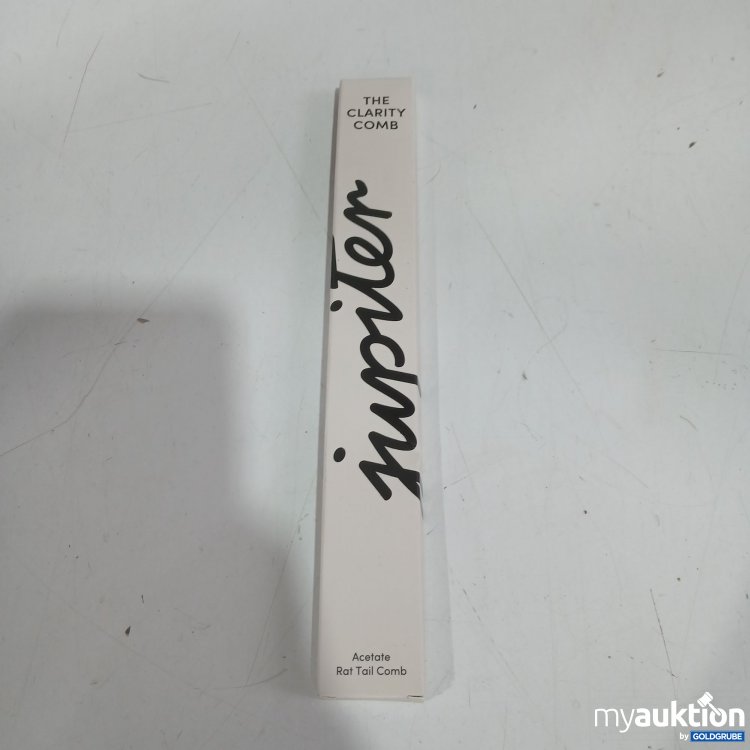 THE
CLARITY
COMB
jupiter
Acetate
Rat Tail Comb
myauktion
by GOLDGRUBE